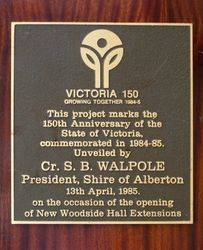 VICTORIA 150
GROWING TOGETHER 1984-5
This project marks the
150th Anniversary of the
State of Victoria,
commemorated in 1984-85.
Unveiled by
Cr. S. B. WALPOLE
President, Shire of Alberton
13th April, 1985.
on the occasion of the opening
of New Woodside Hall Extensions